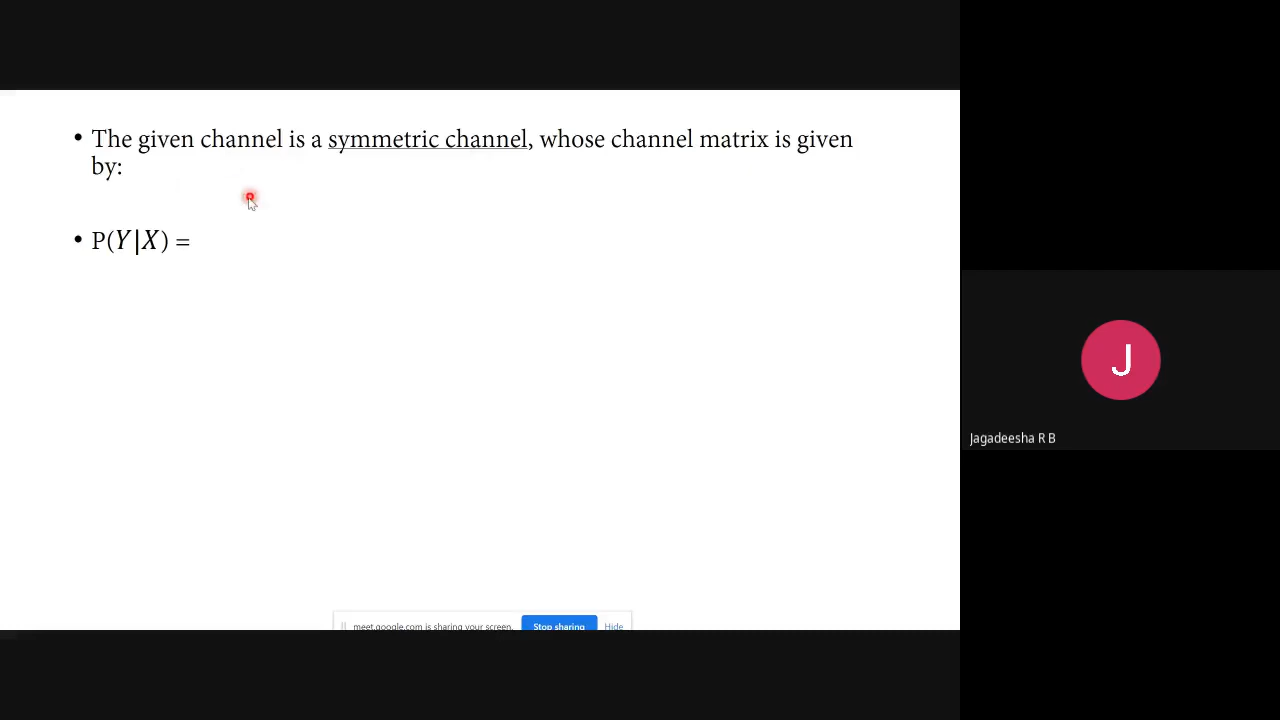 • The given channel is a symmetric channel, whose channel matrix is given
by:
• P(Y|X) =
J
Jagadeesha R B
meet.google.com is sharing your screen. Stop sharing Hide